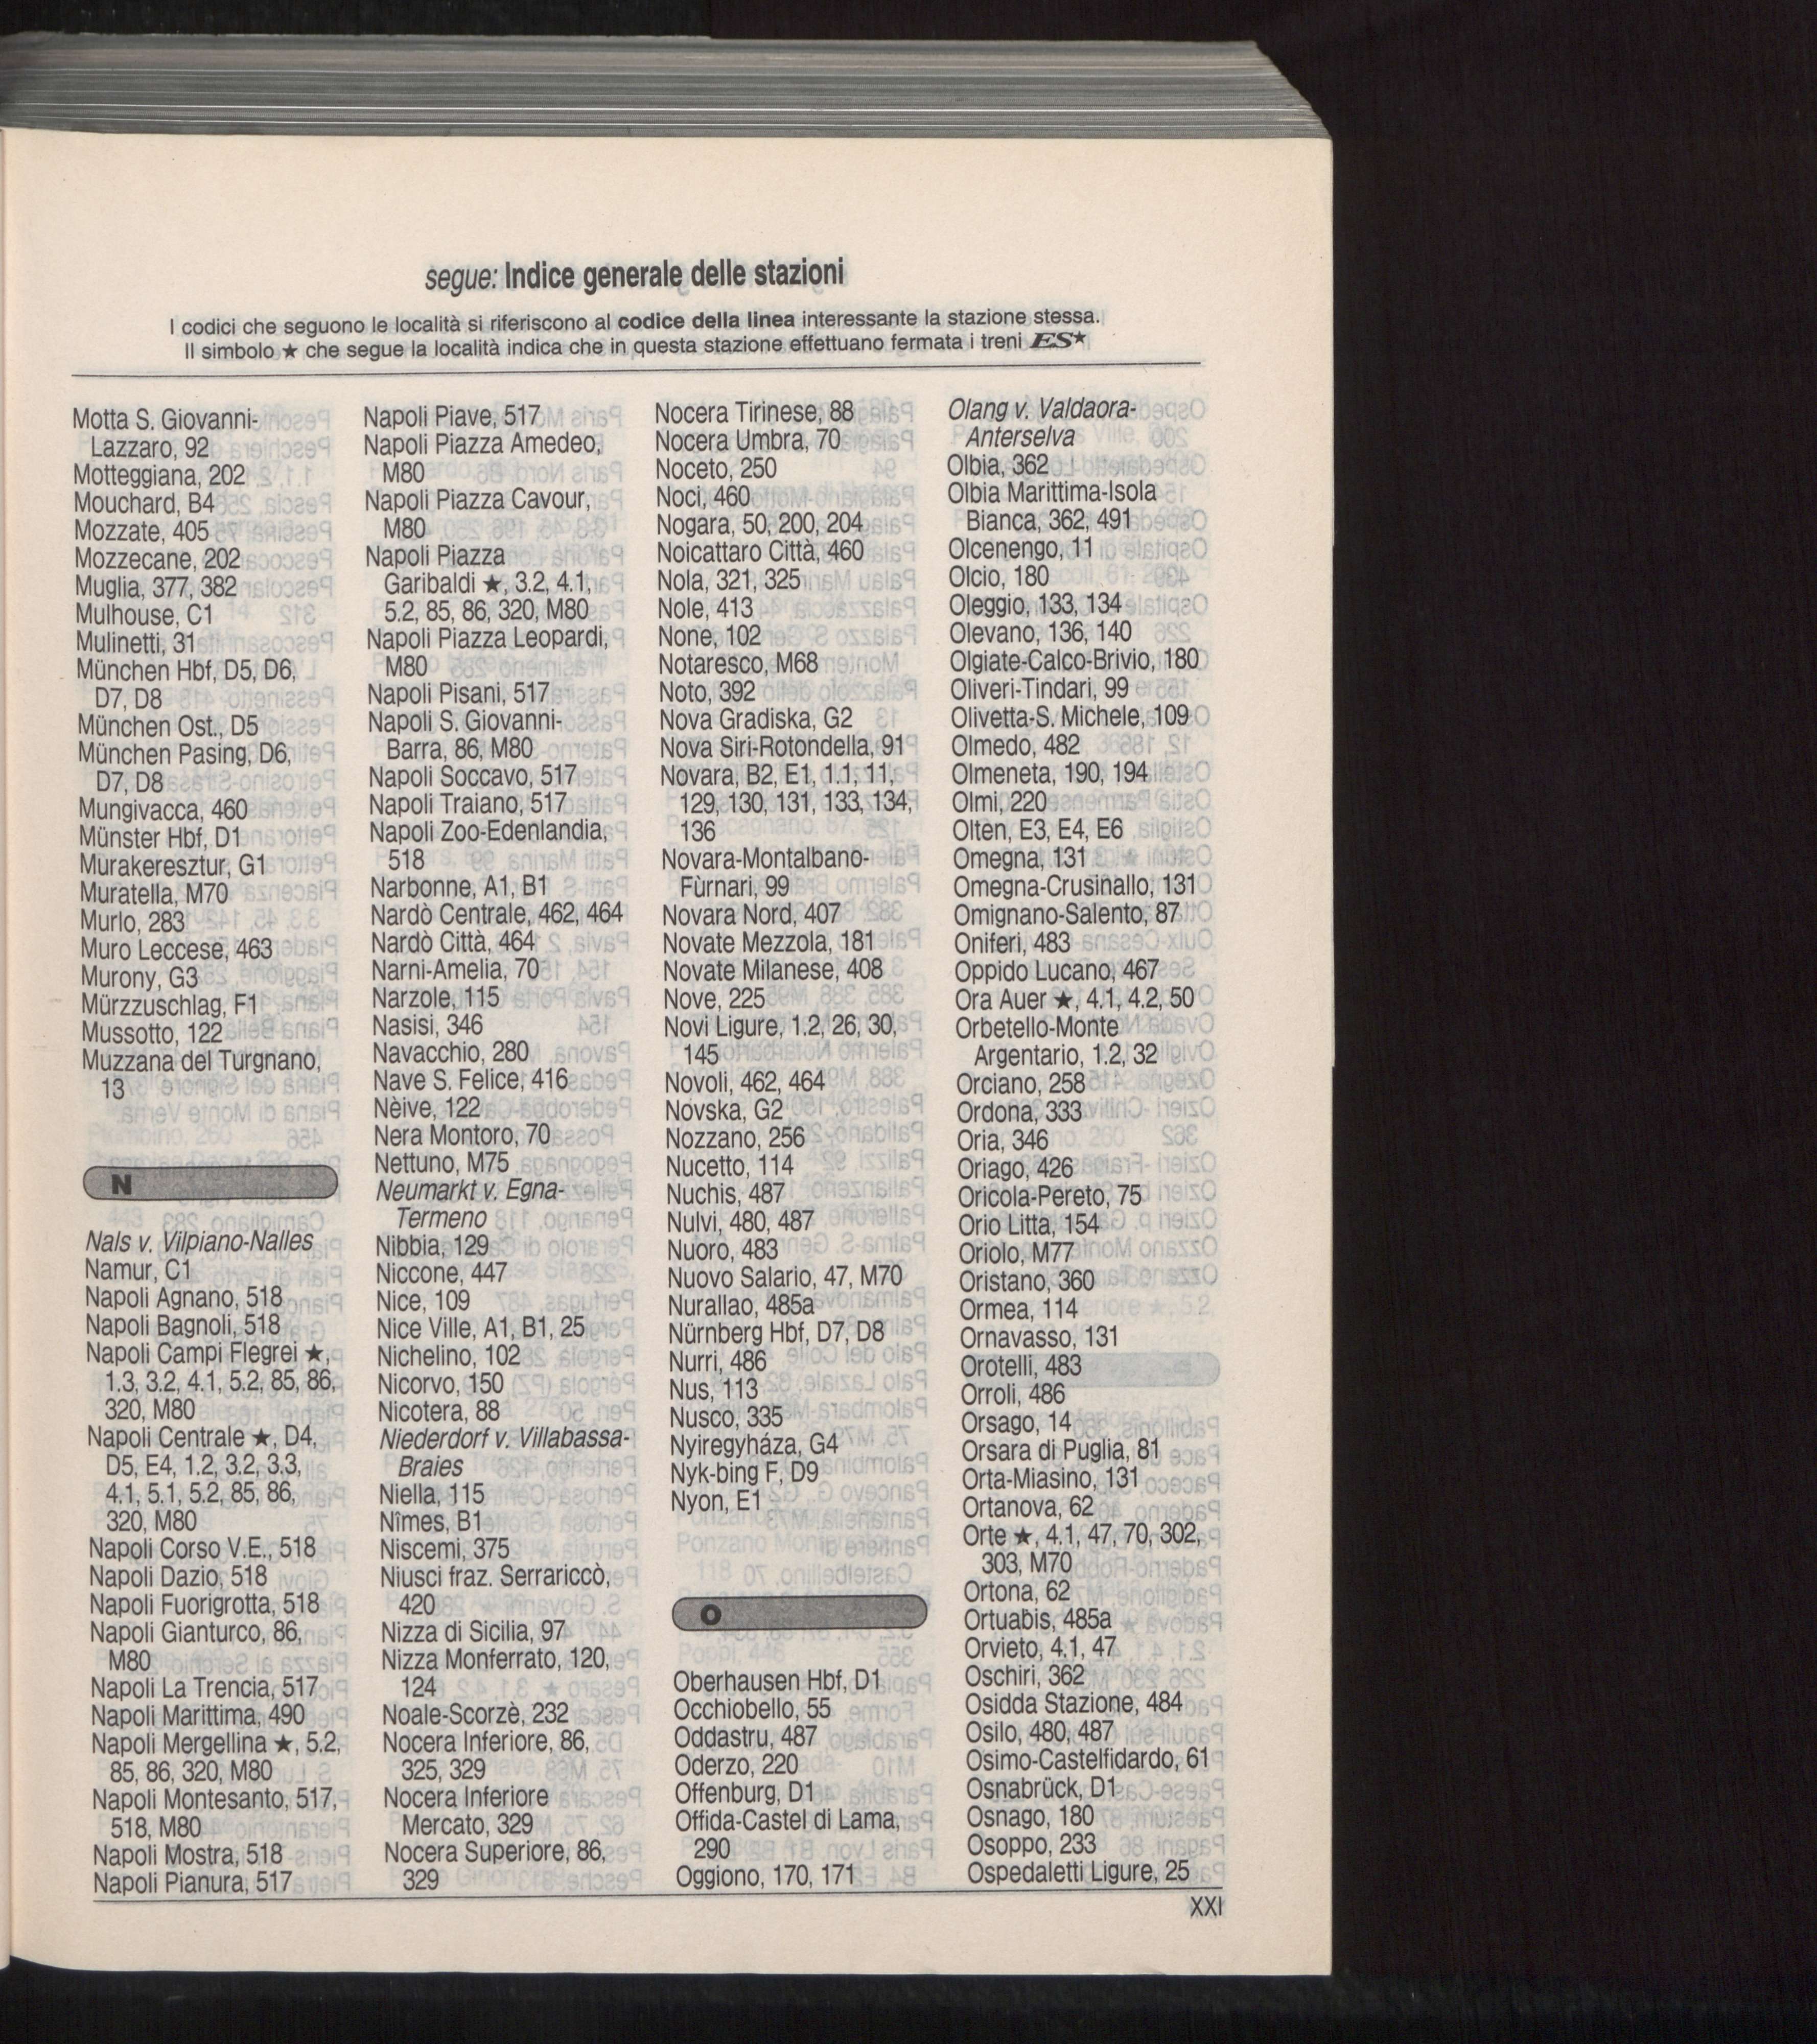 segue: Indice generale delle stazioni
I codici che seguono le località si riferiscono al codice della linea interessante la stazione stessa.
Il simbolo ★ che segue la località indica che in questa stazione effettuano fermata i treni ES★
Motta S. Giovanni-
Lazzaro, 92
Motteggiana, 202
Mouchard, B4
Mozzate, 405
Mozzecane, 202
Muglia, 377, 382
Mulhouse, C1
Mulinetti, 31
München Hbf, D5, D6,
D7, D8
München Ost., D5
München Pasing, D6,
D7, D8
Mungivacca, 460
Münster Hbf, D1
Murakeresztur, G1
Muratella, M70
Murlo, 283
Muro Leccese, 463
Murony, G3
Mürzzuschlag, F1
Mussotto, 122
Muzzana del Turgnano,
13
N
Nals v. Vilpiano-Nalles
Namur, C1
Napoli Agnano, 518
Napoli Bagnoli, 518
Napoli Campi Flegrei ★,
1.3, 3.2, 4.1, 5.2, 85, 86,
320, M80
Napoli Centrale ★, D4,
D5, E4, 1.2, 3.2, 3.3,
4.1, 5.1, 5.2, 85, 86,
320, M80
Napoli Corso V.E., 518
Napoli Dazio, 518
Napoli Fuorigrotta, 518
Napoli Gianturco, 86,
M80
Napoli La Trencia, 517
Napoli Marittima, 490
Napoli Mergellina ★, 5.2,
85, 86, 320, M80
Napoli Montesanto, 517,
518, M80
Napoli Mostra, 518
Napoli Pianura, 517
Napoli Piave, 517
Napoli Piazza Amedeo,
M80
Napoli Piazza Cavour,
M80
Napoli Piazza
Garibaldi ★, 3.2, 4.1,
5.2, 85, 86, 320, M80
Napoli Piazza Leopardi,
M80
Napoli Pisani, 517
Napoli S. Giovanni-
Barra, 86, M80
Napoli Soccavo, 517
Napoli Traiano, 517
Napoli Zoo-Edenlandia,
518
Narbonne, A1, B1
Nardò Centrale, 462, 464
Nardò Città, 464
Narni-Amelia, 70
Narzole, 115
Nasisi, 346
Navacchio, 280
Nave S. Felice, 416
Nèive, 122
Nera Montoro, 70
Nettuno, M75
Neumarkt v. Egna-
Termeno
Nibbia, 129
Niccone, 447
Nice, 109
Nice Ville, A1, B1, 25
Nichelino, 102
Nicorvo, 150
Nicotera, 88
Niederdorf v. Villabassa-
Braies
Niella, 115
Nîmes, B1
Niscemi, 375
Niusci fraz. Serrariccò,
420
Nizza di Sicilia, 97
Nizza Monferrato, 120,
124
Noale-Scorzè, 232
Nocera Inferiore, 86,
325, 329
Nocera Inferiore
Mercato, 329
Nocera Superiore, 86,
329
Nocera Tirinese, 88
Nocera Umbra, 70
Noceto, 250
Noci, 460
Nogara, 50, 200, 204
Noicattaro Città, 460
Nola, 321, 325
Nole, 413
None, 102
Notaresco, M68
Noto, 392
Nova Gradiska, G2
Nova Siri-Rotondella, 91
Novara, B2, E1, 1.1, 11,
129, 130, 131, 133, 134,
136
Novara-Montalbano-
Fùrnari, 99
Novara Nord, 407
Novate Mezzola, 181
Novate Milanese, 408
Nove, 225
Novi Ligure, 1.2, 26, 30,
145
Novoli, 462, 464
Novska, G2
Nozzano, 256
Nucetto, 114
Nuchis, 487
Nulvi, 480, 487
Nuoro, 483
Nuovo Salario, 47, M70
Nurallao, 485a
Nürnberg Hbf, D7, D8
Nurri, 486
Nus, 113
Nusco, 335
Nyiregyháza, G4
Nyk-bing F, D9
Nyon, E1
O
Oberhausen Hbf, D1
Occhiobello, 55
Oddastru, 487
Oderzo, 220
Offenburg, D1
Offida-Castel di Lama,
290
Oggiono, 170, 171
Olang v. Valdaora-
Anterselva
Olbia, 362
Olbia Marittima-Isola
Bianca, 362, 491
Olcenengo, 11
Olcio, 180
Oleggio, 133, 134
Olevano, 136, 140
Olgiate-Calco-Brivio, 180
Oliveri-Tindari, 99
Olivetta-S. Michele, 109
Olmedo, 482
Olmeneta, 190, 194
Olmi, 220
Olten, E3, E4, E6
Omegna, 131
Omegna-Crusinallo, 131
Omignano-Salento, 87
Oniferi, 483
Oppido Lucano, 467
Ora Auer ★, 4.1, 4.2, 50
Orbetello-Monte
Argentario, 1.2, 32
Orciano, 258
Ordona, 333
Oria, 346
Oriago, 426
Oricola-Pereto, 75
Orio Litta, 154
Oriolo, M77
Oristano, 360
Ormea, 114
Ornavasso, 131
Orotelli, 483
Orroli, 486
Orsago, 14
Orsara di Puglia, 81
Orta-Miasino, 131
Ortanova, 62
Orte ★, 4.1, 47, 70, 302,
303, M70
Ortona, 62
Ortuabis, 485a
Orvieto, 4.1, 47
Oschiri, 362
Osidda Stazione, 484
Osilo, 480, 487
Osimo-Castelfidardo, 61
Osnabrück, D1
Osnago, 180
Osoppo, 233
Ospedaletti Ligure, 25
XXI